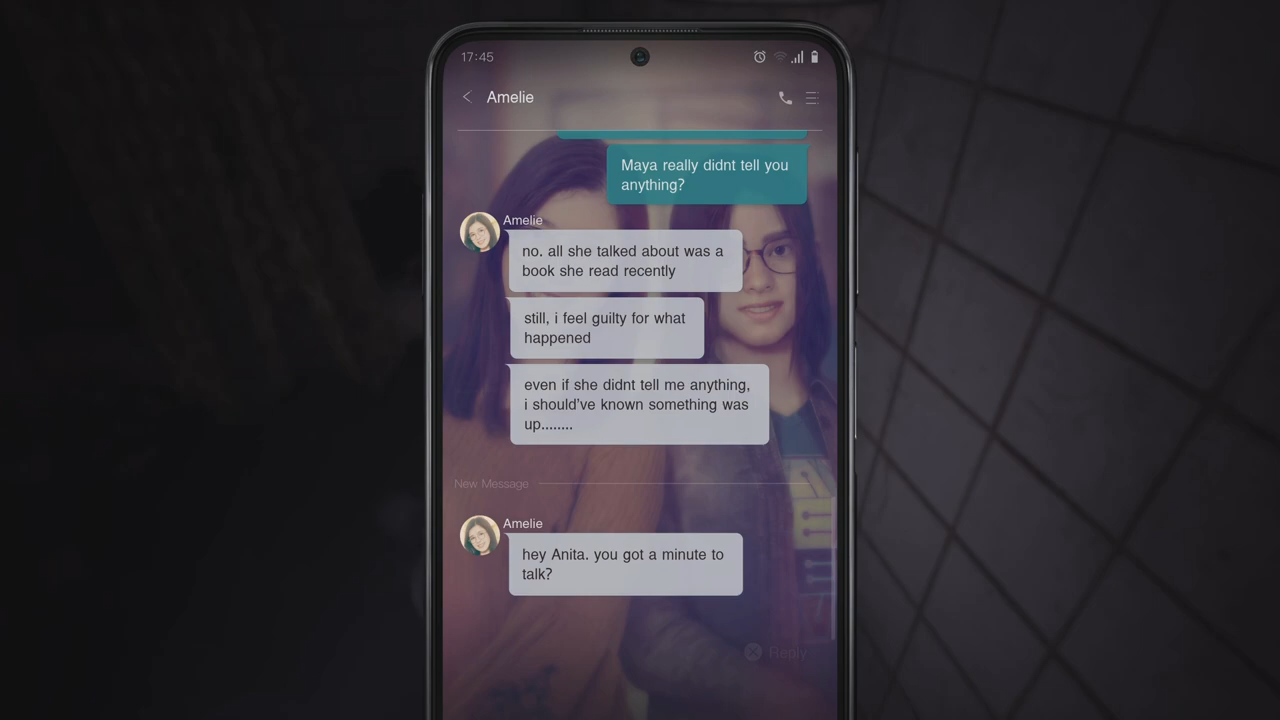 17:45
Amelie
Maya really didnt tell you
anything?
Amelie
no. all she talked about was a
book she read recently
still, i feel guilty for what
happened
even if she didnt tell me anything,
i should've known something was
up........
New Message
Amelie
hey Anita. you got a minute to
talk?
Reply